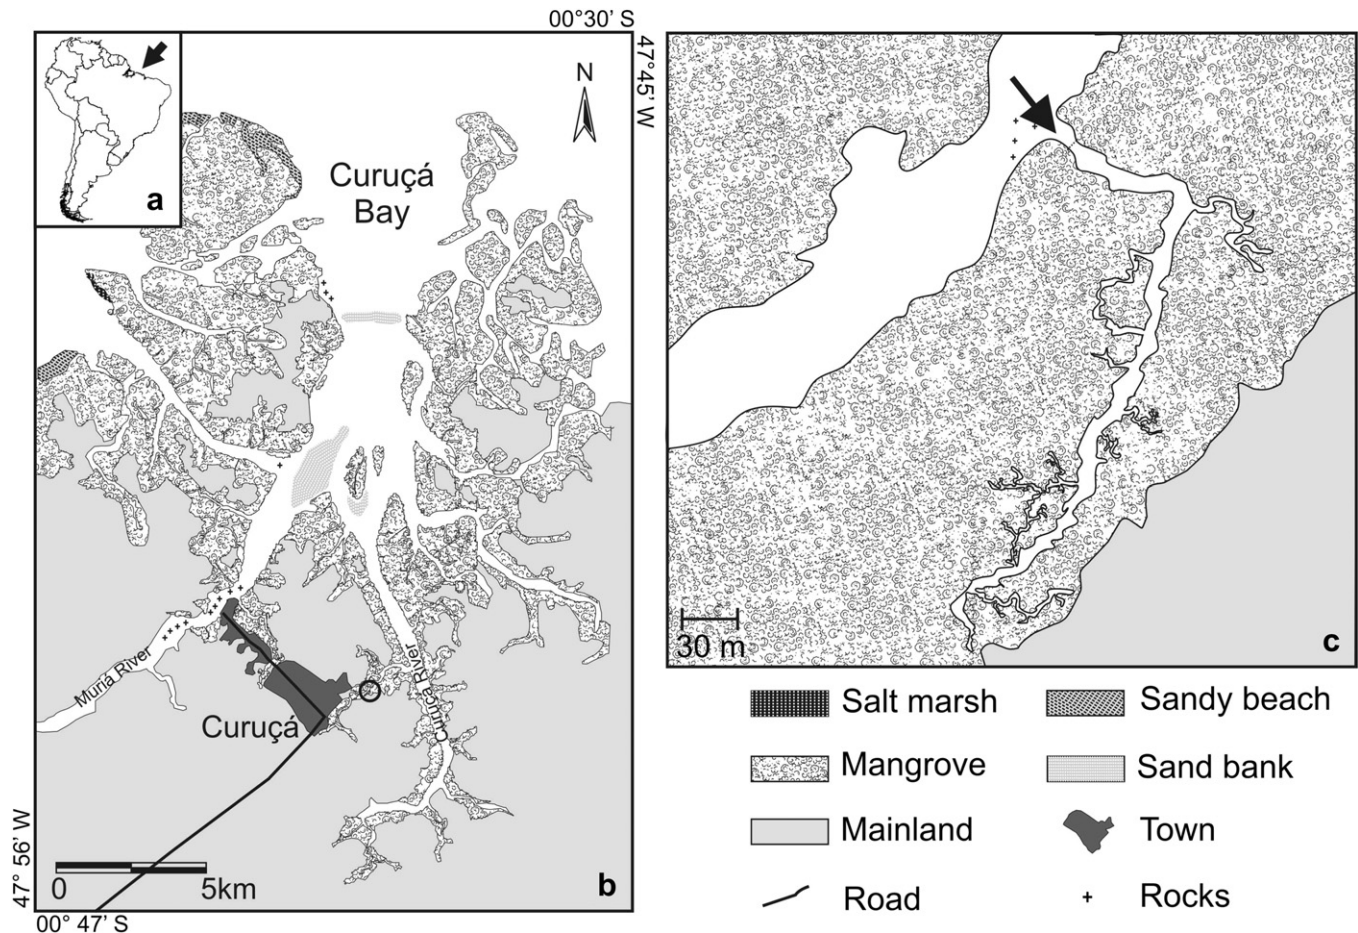 00°30’ S
47°45’ W
a
N
Curuçá
Bay
Muriá River
Curuçá River
Curuçá
0
5km
b
47° 56’ W
00° 47’ S
30 m
c
Salt marsh
Sandy beach
Mangrove
Sand bank
Mainland
Town
Road
Rocks